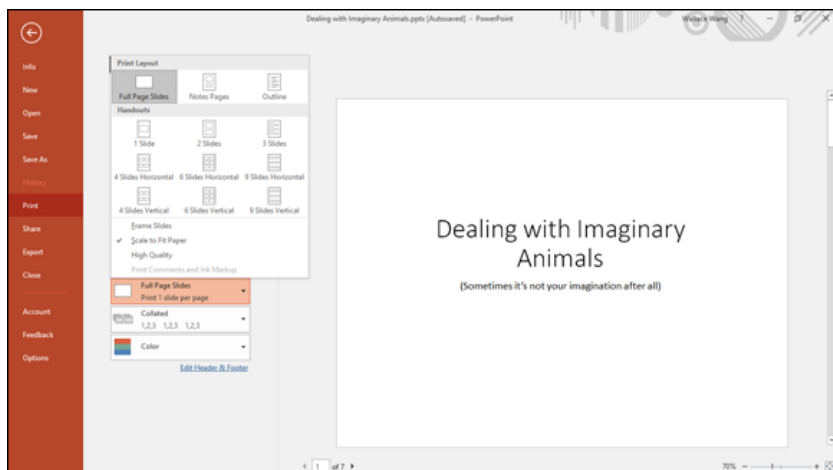 Dealing with Imaginary Animals.pptx [Autosaved] - PowerPoint
Wallace Wang ?
Info
New
Open
Save
Save As
History
Print
Share
Export
Close
Account
Feedback
Options
Print Layout
Full Page Slides Notes Pages Outline
Handouts
1 Slide 2 Slides 3 Slides
4 Slides Horizontal 6 Slides Horizontal 9 Slides Horizontal
4 Slides Vertical 6 Slides Vertical 9 Slides Vertical
Frame Slides
Scale to Fit Paper
High Quality
Print Comments and Ink Markup
Full Page Slides
Print 1 slide per page
Collated
1,2,3 1,2,3 1,2,3
Color
Edit Header & Footer
Dealing with Imaginary
Animals
(Sometimes it's not your imagination after all)
1 of 7
70%